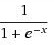 1
1 + e⁻ˣ